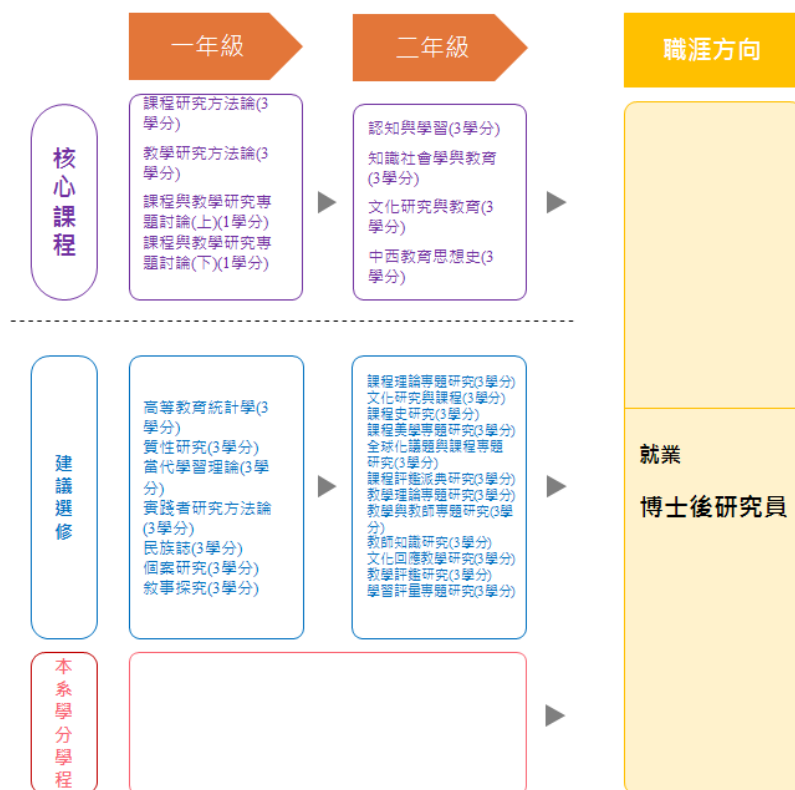 一年級
二年級
職涯方向
核心課程
課程研究方法論(3
學分)
教學研究方法論(3
學分)
課程與教學研究專
題討論(上)(1學分)
課程與教學研究專
題討論(下)(1學分)
認知與學習(3學分)
知識社會學與教育
(3學分)
文化研究與教育(3
學分)
中西教育思想史(3
學分)
建議選修
高等教育統計學(3
學分)
質性研究(3學分)
當代學習理論(3學
分)
實踐者研究方法論
(3學分)
民族誌(3學分)
個案研究(3學分)
敘事探究(3學分)
課程理論專題研究(3學分)
文化研究與課程(3學分)
課程史研究(3學分)
課程美學專題研究(3學分)
全球化議題與課程專題
研究(3學分)
課程評鑑派典研究(3學分)
教學理論專題研究(3學分)
教學與教師專題研究(3學
分)
教師知識研究(3學分)
文化回應教學研究(3學分)
教學評鑑研究(3學分)
學習評量專題研究(3學分)
就業
博士後研究員
本系學分學程